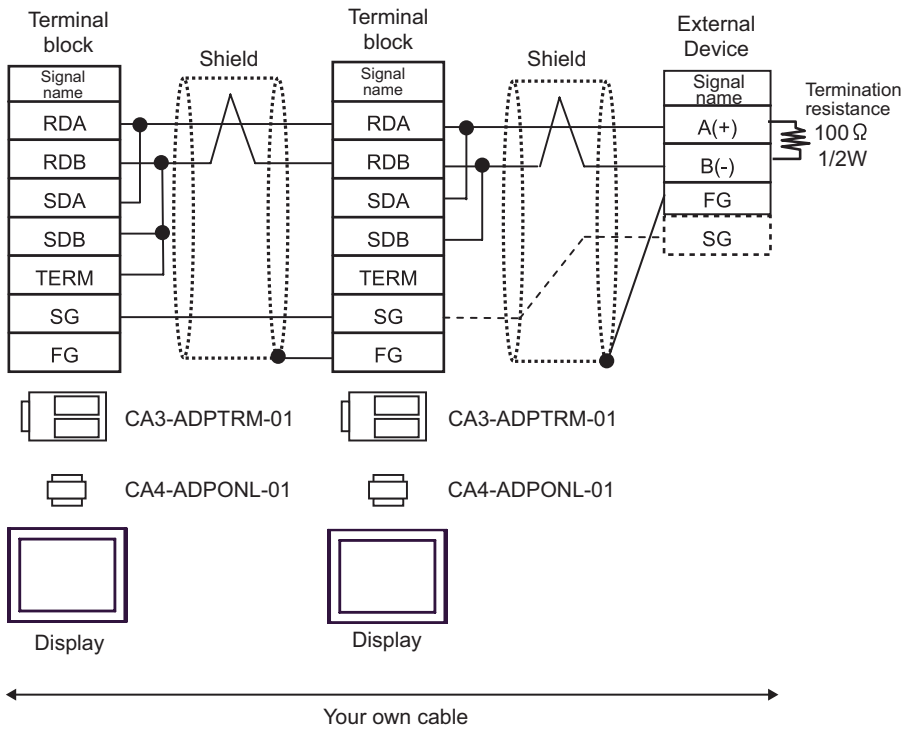 Terminal
block
Signal
name
RDA
RDB
SDA
SDB
TERM
SG
FG
Shield
Terminal
block
Signal
name
RDA
RDB
SDA
SDB
TERM
SG
FG
Shield
External
Device
Signal
name
A(+)
B(-)
FG
SG
Termination
resistance
100 Ω
1/2W
CA3-ADPTRM-01
CA3-ADPTRM-01
CA4-ADPONL-01
CA4-ADPONL-01
Display
Display
Your own cable